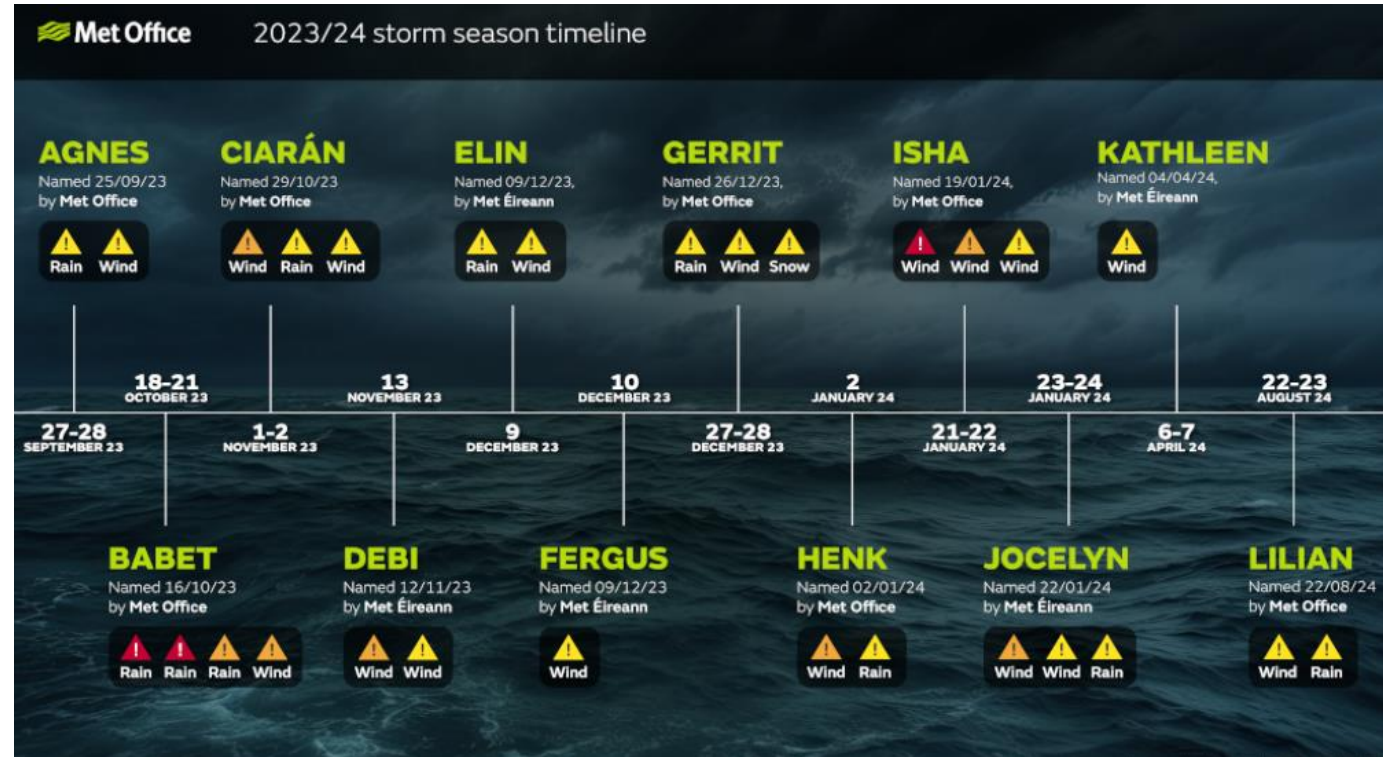 Met Office 2023/24 storm season timeline
AGNES
Named 25/09/23
by Met Office
Rain Wind
CIARÁN
Named 29/10/23
by Met Office
Wind Rain Wind
ELIN
Named 09/12/23,
by Met Éireann
Rain Wind
GERRIT
Named 26/12/23,
by Met Office
Rain Wind Snow
ISHA
Named 19/01/24,
by Met Office
Wind Wind Wind
KATHLEEN
Named 04/04/24,
by Met Éireann
Wind
18-21
OCTOBER 23
13
NOVEMBER 23
10
DECEMBER 23
2
JANUARY 24
23-24
JANUARY 24
22-23
AUGUST 24
27-28
SEPTEMBER 23
1-2
NOVEMBER 23
9
DECEMBER 23
27-28
DECEMBER 23
21-22
JANUARY 24
6-7
APRIL 24
BABET
Named 16/10/23
by Met Office
Rain Rain Rain Wind
DEBI
Named 12/11/23
by Met Éireann
Wind Wind
FERGUS
Named 09/12/23
by Met Éireann
Wind
HENK
Named 02/01/24
by Met Office
Wind Rain
JOCELYN
Named 22/01/24
by Met Éireann
Wind Wind Rain
LILIAN
Named 22/08/24
by Met Office
Wind Rain